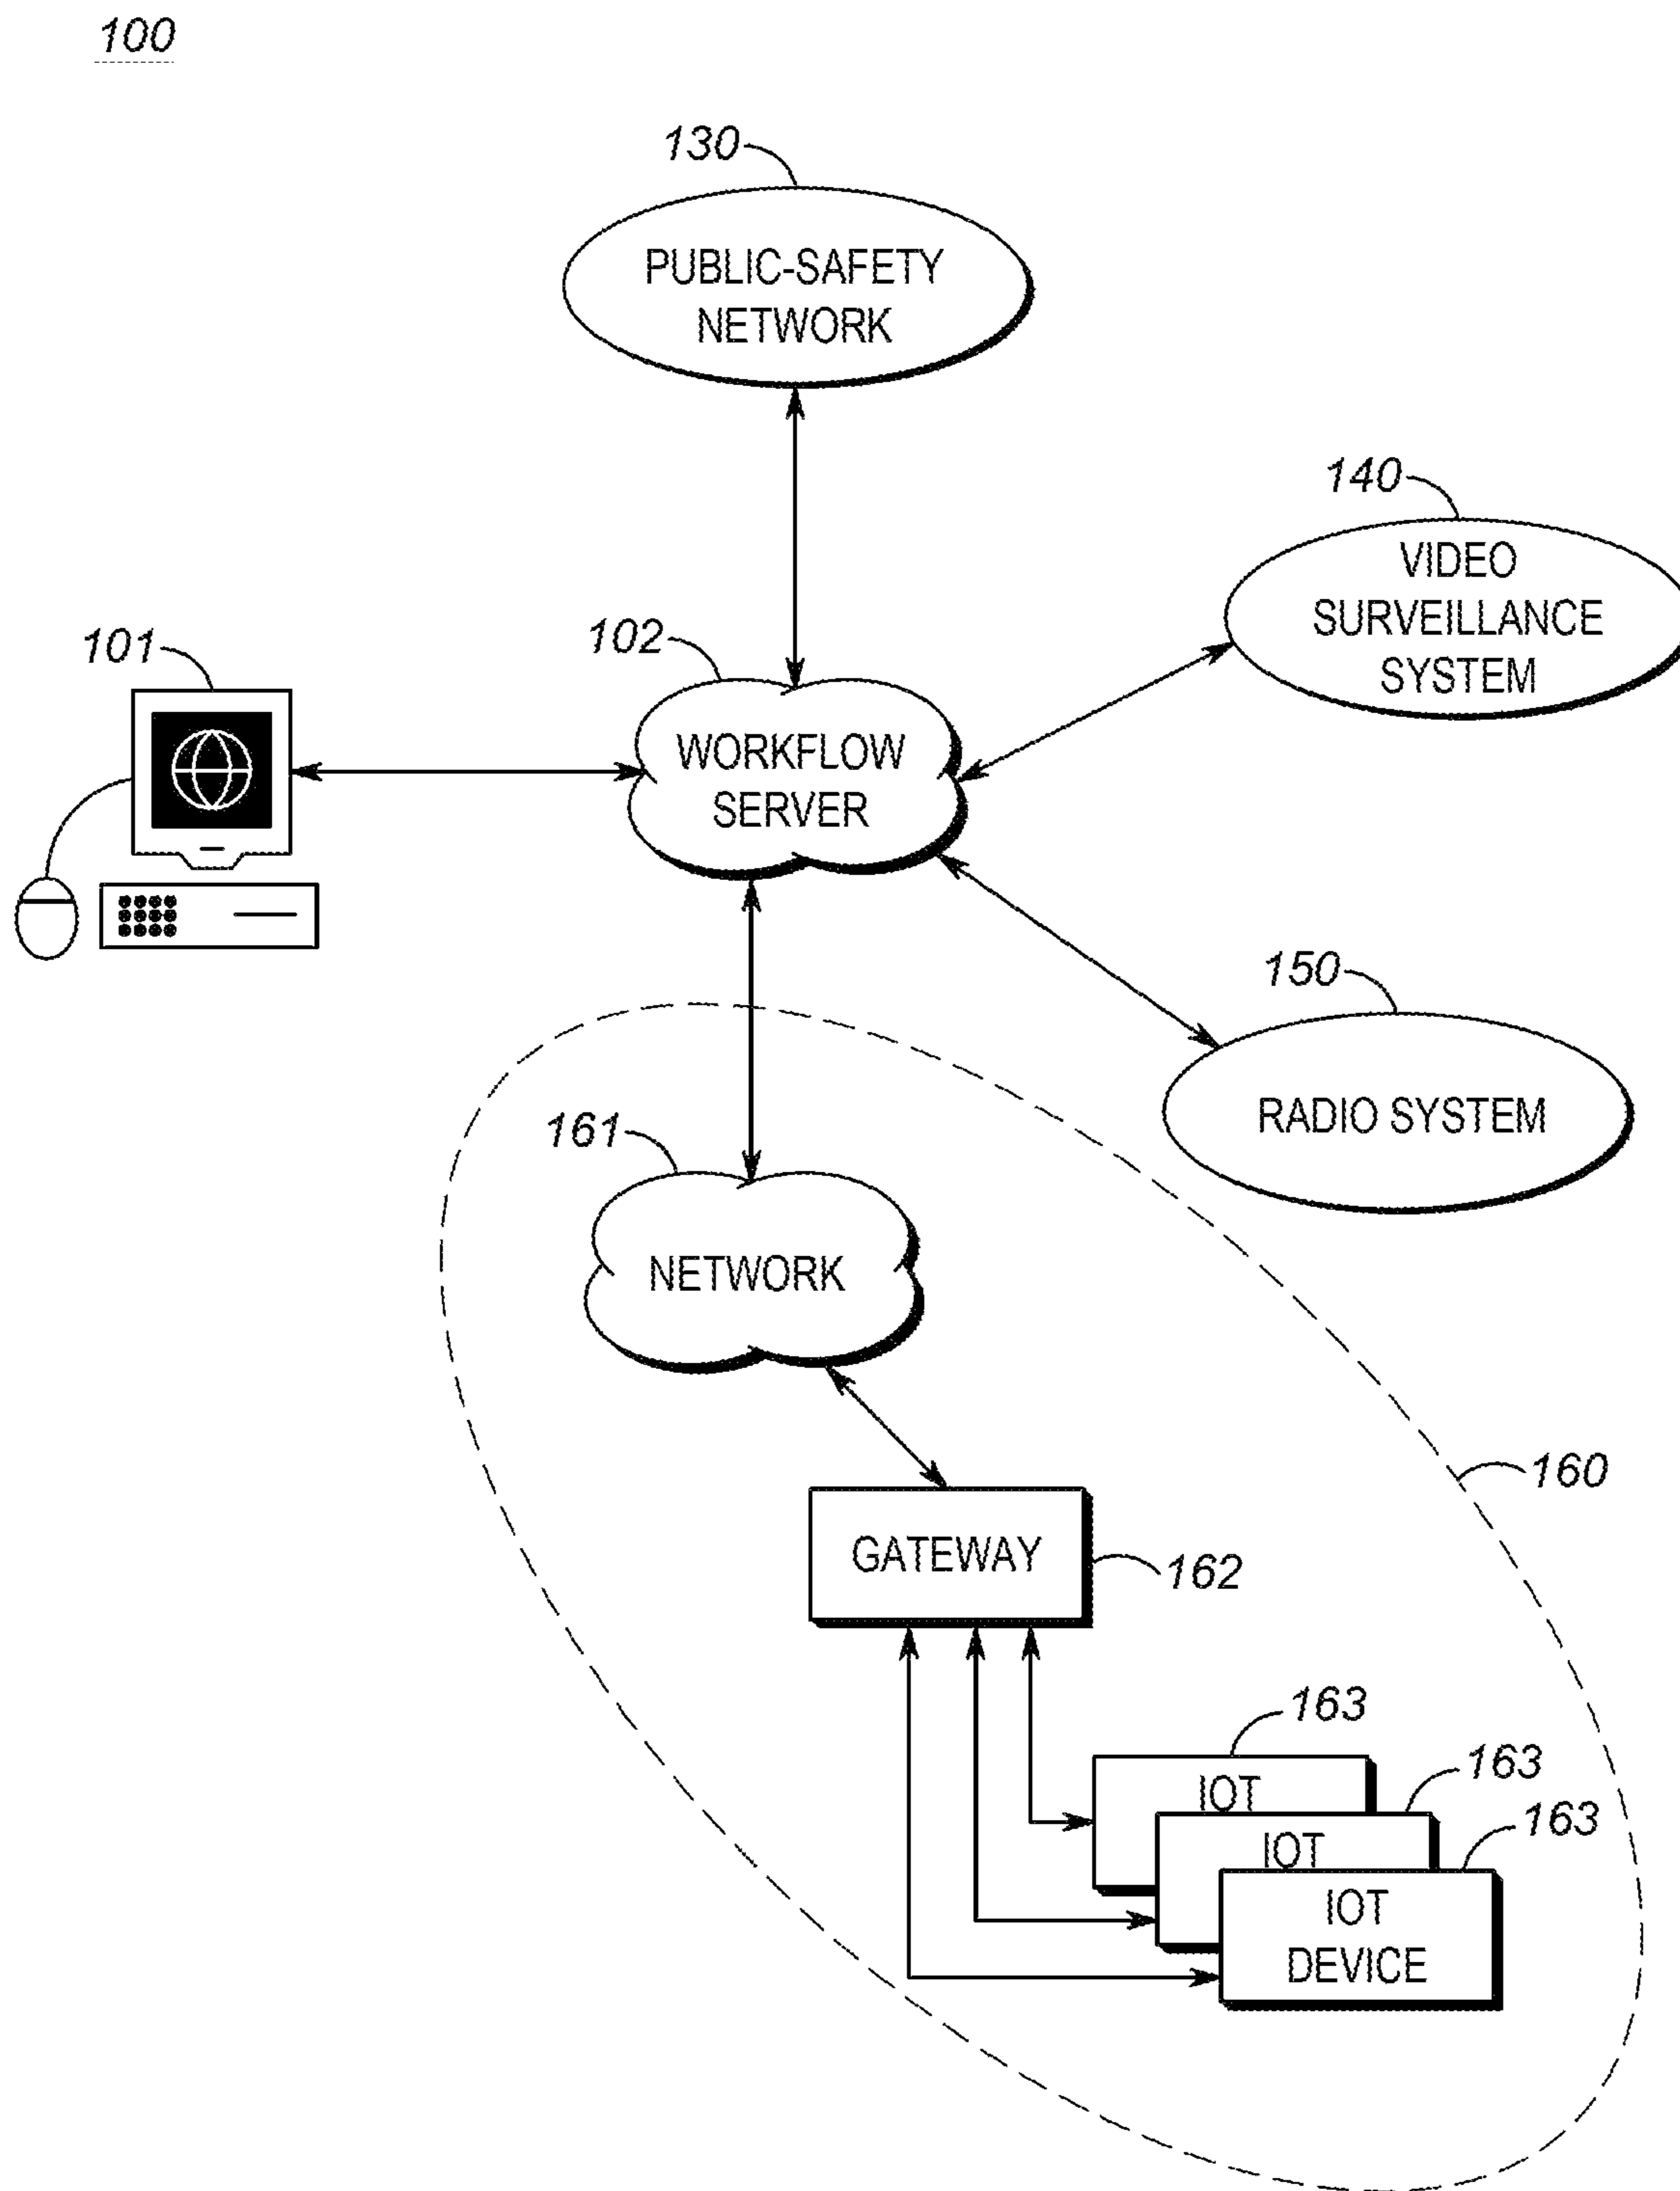 100
130
PUBLIC-SAFETY
NETWORK
140
VIDEO
SURVEILLANCE
SYSTEM
101
102
WORKFLOW
SERVER
150
RADIO SYSTEM
161
NETWORK
160
GATEWAY
162
163
IOT
163
IOT
163
IOT
DEVICE